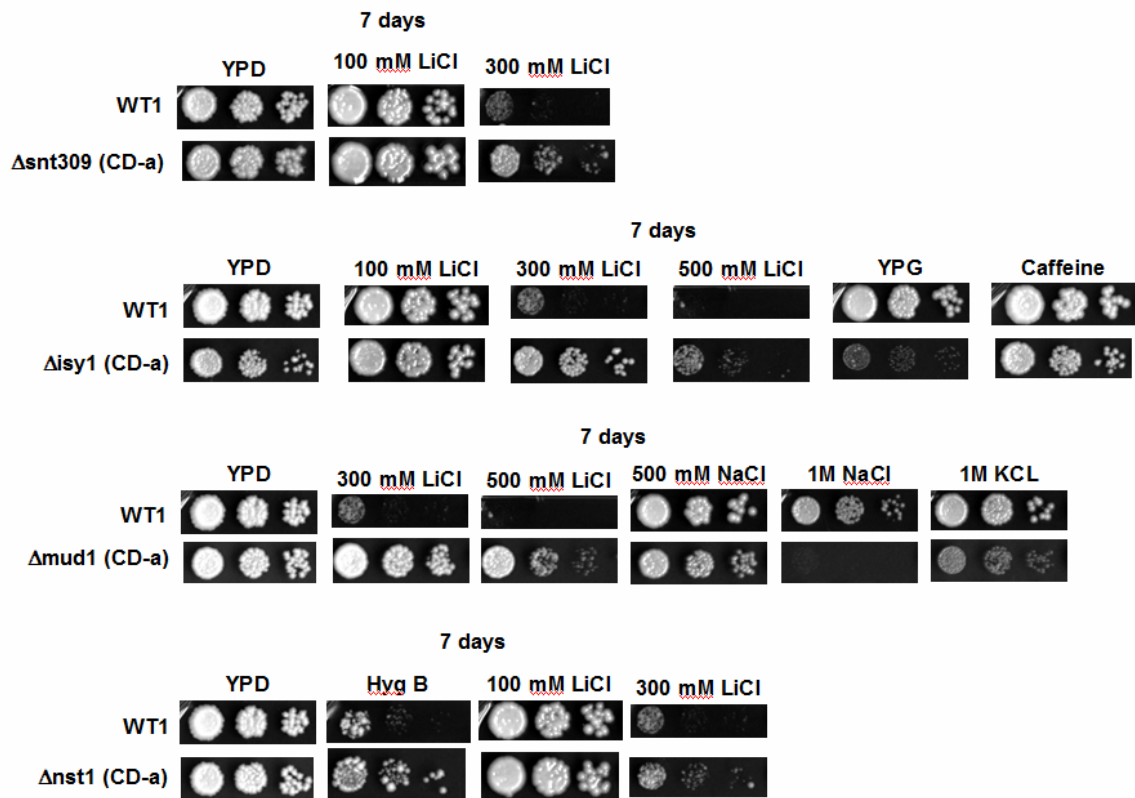 7 days
YPD 100 mM LiCl 300 mM LiCl
WT1
Δsnt309 (CD-a)
7 days
YPD 100 mM LiCl 300 mM LiCl 500 mM LiCl YPG Caffeine
WT1
Δisy1 (CD-a)
7 days
YPD 300 mM LiCl 500 mM LiCl 500 mM NaCl 1M NaCl 1M KCL
WT1
Δmud1 (CD-a)
7 days
YPD Hyg B 100 mM LiCl 300 mM LiCl
WT1
Δnst1 (CD-a)